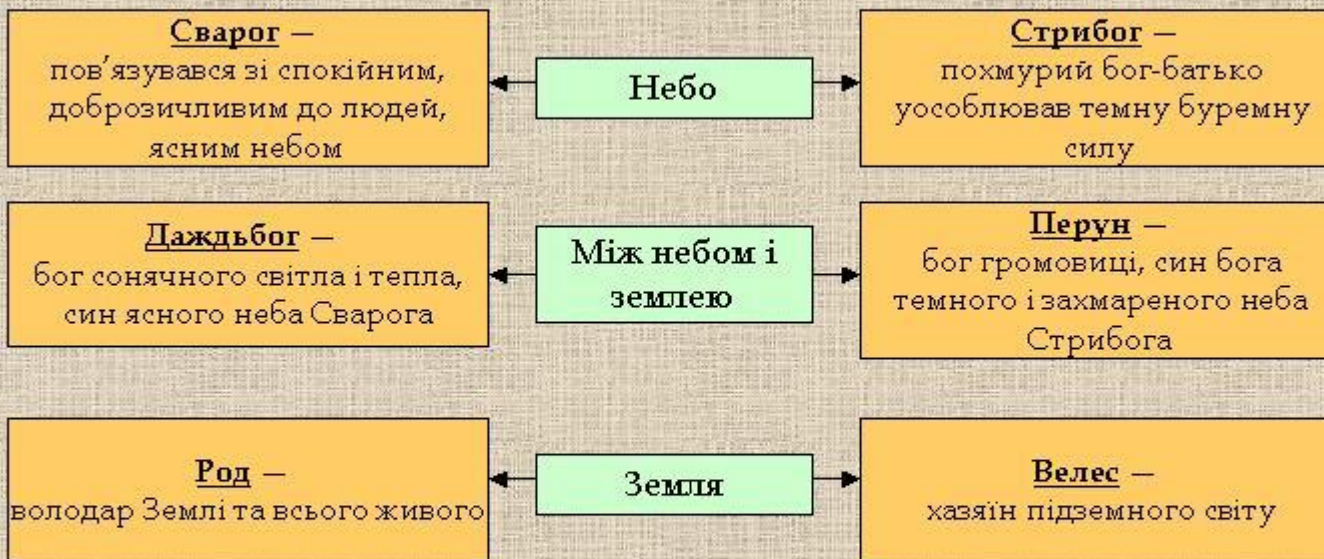 Сварог –
пов’язувався зі спокійним,
доброзичливим до людей,
ясним небом
Небо
Стрибог –
похмурий бог-батько
уособлював темну буремну
силу
Даждьбог –
бог сонячного світла і тепла,
син ясного неба Сварога
Між небом і
землею
Перун –
бог громовиці, син бога
темного і захмареного неба
Стрибога
Род –
володар Землі та всього живого
Земля
Велес –
хазяїн підземного світу